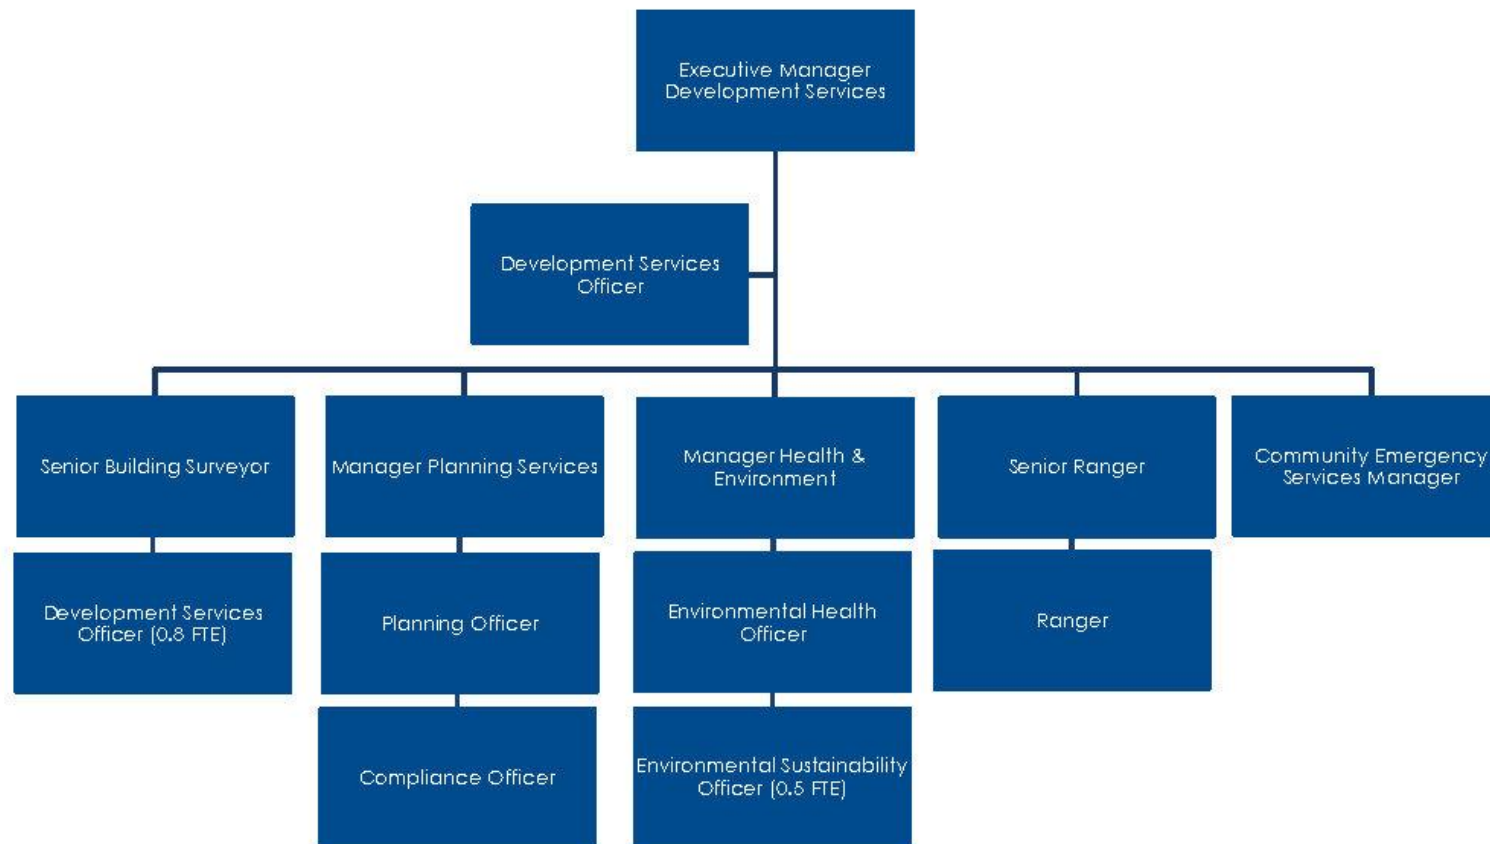 Executive Manager
Development Services
Development Services
Officer
Senior Building Surveyor
Manager Planning Services
Manager Health &
Environment
Senior Ranger
Community Emergency
Services Manager
Development Services
Officer (0.8 FTE)
Planning Officer
Environmental Health
Officer
Ranger
Compliance Officer
Environmental Sustainability
Officer (0.5 FTE)